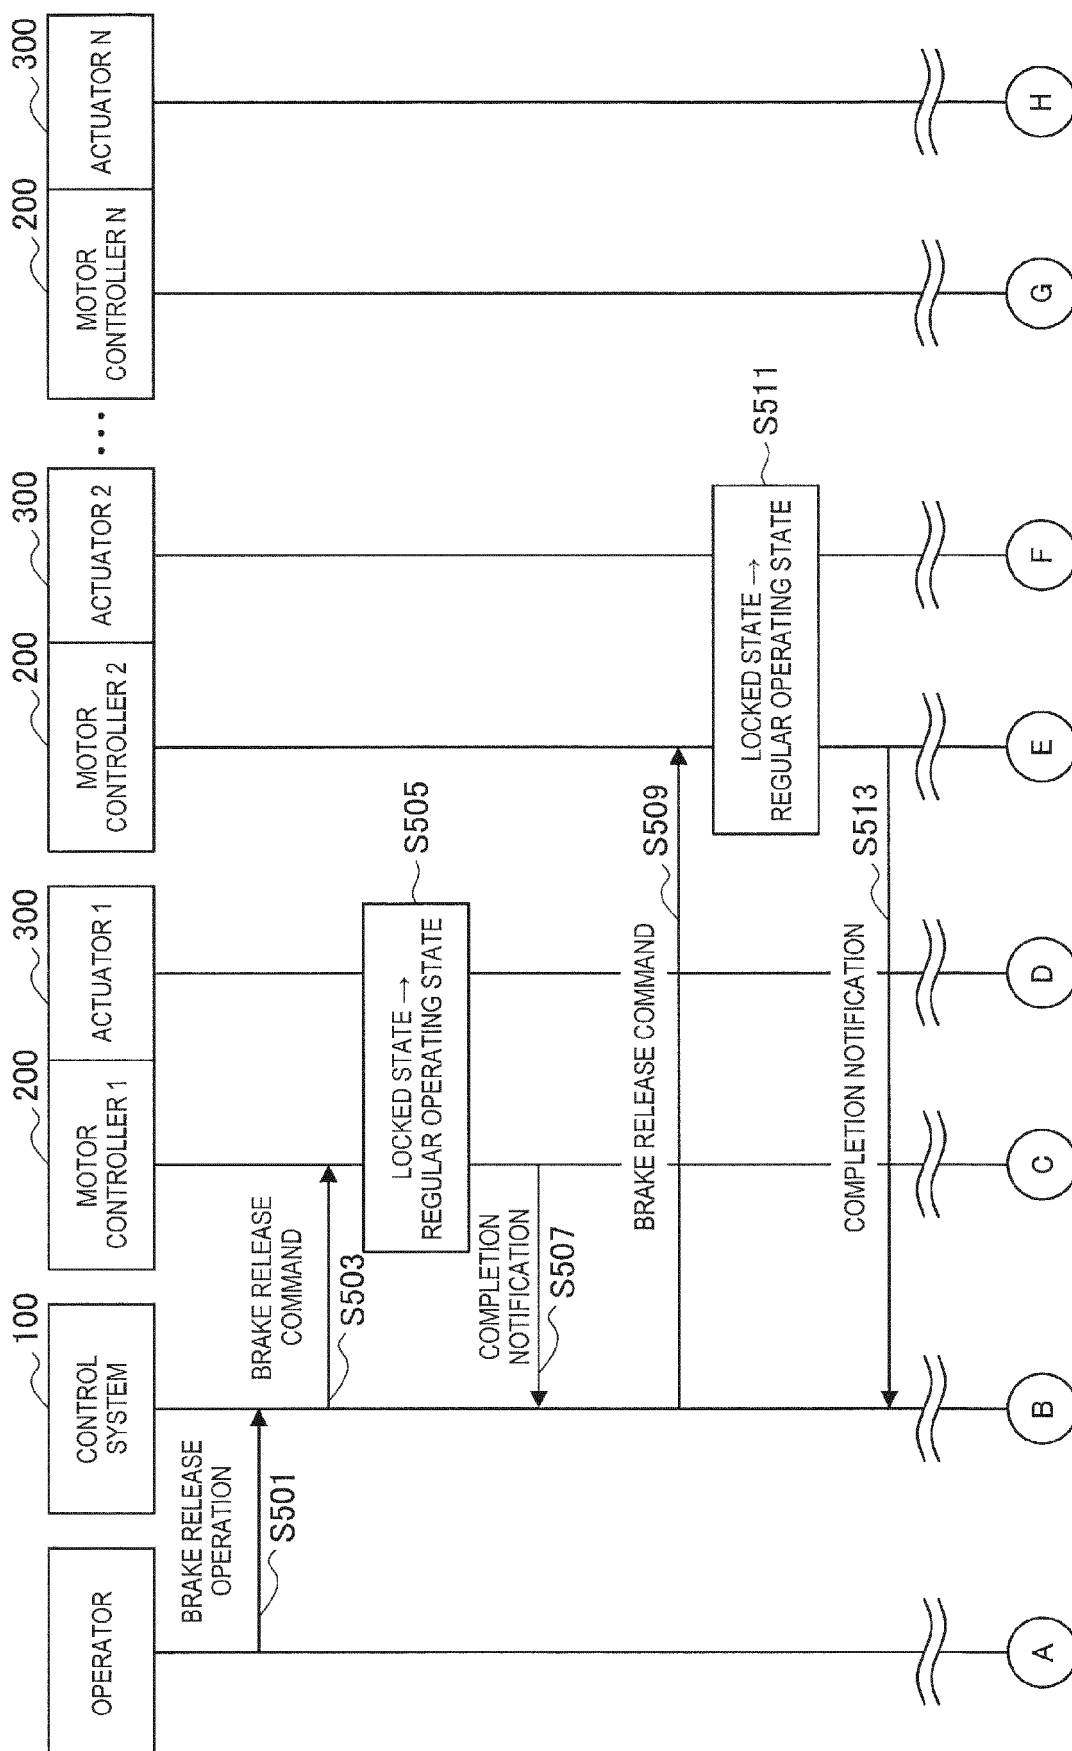 OPERATOR
100
CONTROL
SYSTEM
200
MOTOR
CONTROLLER 1
300
ACTUATOR 1
200
MOTOR
CONTROLLER 2
300
ACTUATOR 2
...
200
MOTOR
CONTROLLER N
300
ACTUATOR N
BRAKE RELEASE
OPERATION
S501
BRAKE RELEASE
COMMAND
S503
LOCKED STATE →
REGULAR OPERATING STATE
S505
COMPLETION
NOTIFICATION
S507
BRAKE RELEASE COMMAND
S509
LOCKED STATE →
REGULAR OPERATING STATE
S511
COMPLETION NOTIFICATION
S513
A
B
C
D
E
F
G
H